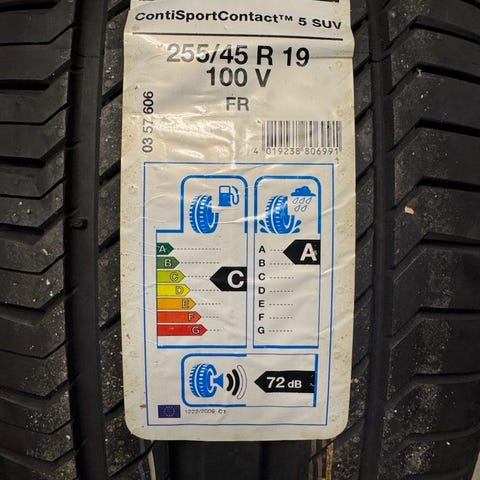 ContiSportContact™ 5 SUV
255/45 R 19
100 V
FR
03 57 606
4 019238 806991
A
B
C
D
E
F
G
C
A
B
C
D
E
F
G
A
72 dB
1222/2009 - C1